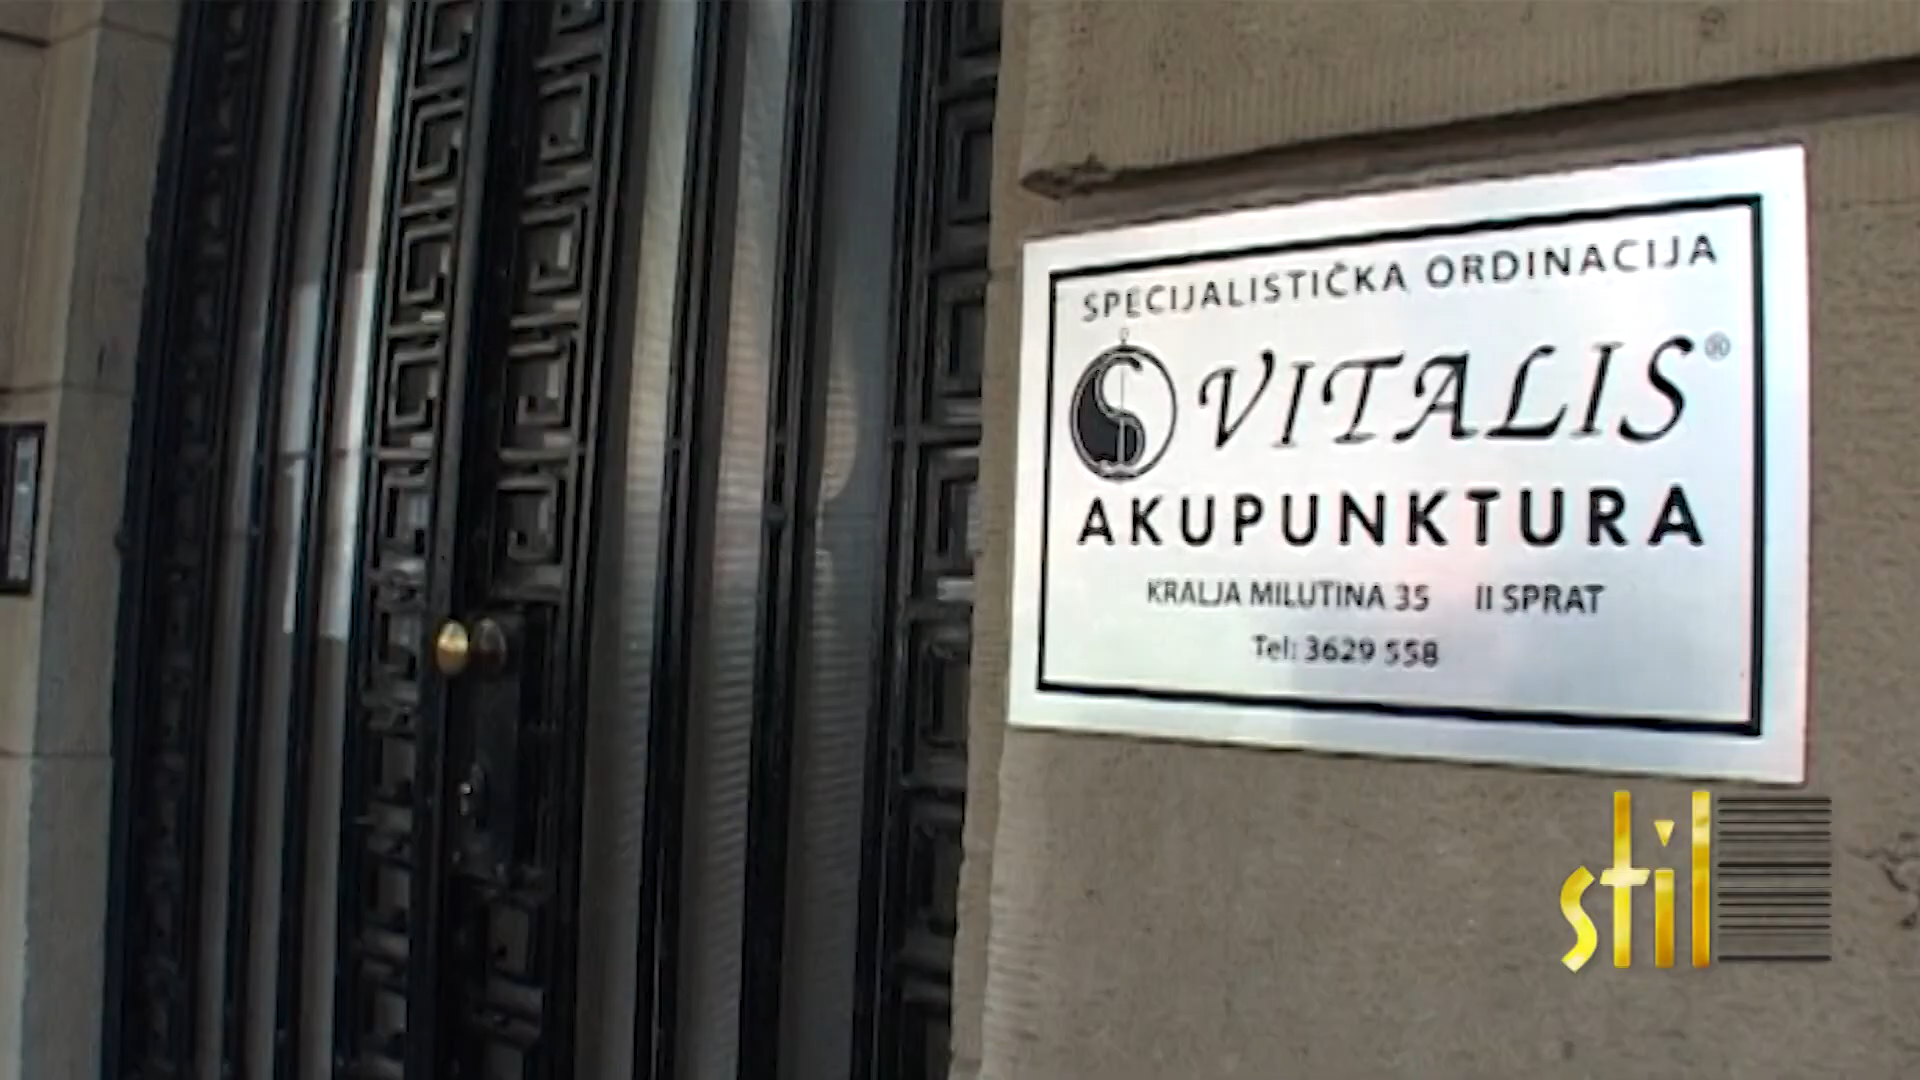 SPECIJALISTIČKA ORDINACIJA
VITALIS®
AKUPUNKTURA
KRALJA MILUTINA 35 II SPRAT
Tel: 3629 558
stil